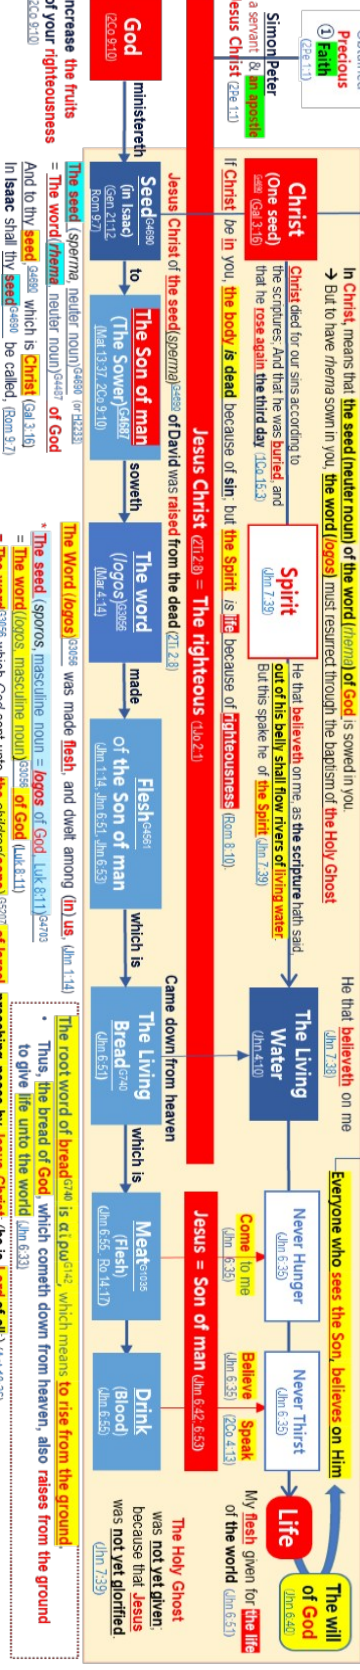 Precious
① Faith
(2Pe 1:1)
Simon Peter
a servant & an apostle
Jesus Christ (2Pe 1:1)
God
(2Co 9:10)
ministereth
ncrease the fruits
of your righteousness
(2Co 9:10)
In Christ, means that the seed (neuter noun) of the word (rhema) of God is sowed in you.
➔ But to have rhema sown in you, the word (logos) must resurrect through the baptism of the Holy Ghost
Christ
(One seed)
G4690 (Gal 3:16)
Christ died for our sins according to
the scriptures; And that he was buried, and
that he rose again the third day (1Co 15:3)
Spirit
(Jhn 7:39)
He that believeth on me, as the scripture hath said,
out of his belly shall flow rivers of living water.
But this spake he of the Spirit (Jhn 7:39)
He that believeth on me
(Jhn 7:38)
The Living
Water
(Jhn 4:10)
Everyone who sees the Son, believes on Him
Never Hunger
(Jhn 6:35)
Never Thirst
(Jhn 6:35)
Life
The will
of God
(Jhn 6:40)
If Christ be in you, the body is dead because of sin; but the Spirit is life because of righteousness (Rom 8:10).
Come to me
(Jhn 6:35)
Believe
(Jhn 6:35)
Speak
(2Co 4:13)
My flesh given for the life
of the world (Jhn 6:51)
Jesus Christ (2Ti 2:8) = The righteous (1Jo 2:1)
Jesus = Son of man (Jhn 6:42, 6:53)
Jesus Christ of the seed(sperma)G4690 of David was raised from the dead (2Ti 2:8)
Came down from heaven
Seed G4690
(in Isaac)
(Gen 21:12,
Rom 9:7)
to
The Son of man
(The Sower)G4687
(Mat 13:37, 2Co 9:10)
soweth
The word
(logos)G3056
(Mar 4:14)
made
Flesh G4561
of the Son of man
(Jhn 1:14, Jhn 6:51, Jhn 6:53)
which is
The Living
Bread G740
(Jhn 6:51)
which is
Meat G1035
(Flesh)
(Jhn 6:55, Ro 14:17)
Drink
(Blood)
(Jhn 6:55)
The Holy Ghost
was not yet given;
because that Jesus
was not yet glorified.
(Jhn 7:39)
The seed (sperma, neuter noun)G4690 (or H2233)
= The word(rhema, neuter noun)G4487 of God
And to thy seed,G4690 which is Christ (Gal 3:16)
In Isaac shall thy seedG4690 be called, (Rom 9:7)
The Word (logos)G3056 was made flesh, and dwelt among (in) us, (Jhn 1:14)
* The seed (sporos, masculine noun = logos of God, Luk 8:11)G4703
= The word(logos, masculine noun)G3056 of God (Luk 8:11)
The root word of breadG740 is αἴρωG142, which means to rise from the ground.
• Thus, the bread of God, which cometh down from heaven, also raises from the ground
to give life unto the world (Jhn 6:33)